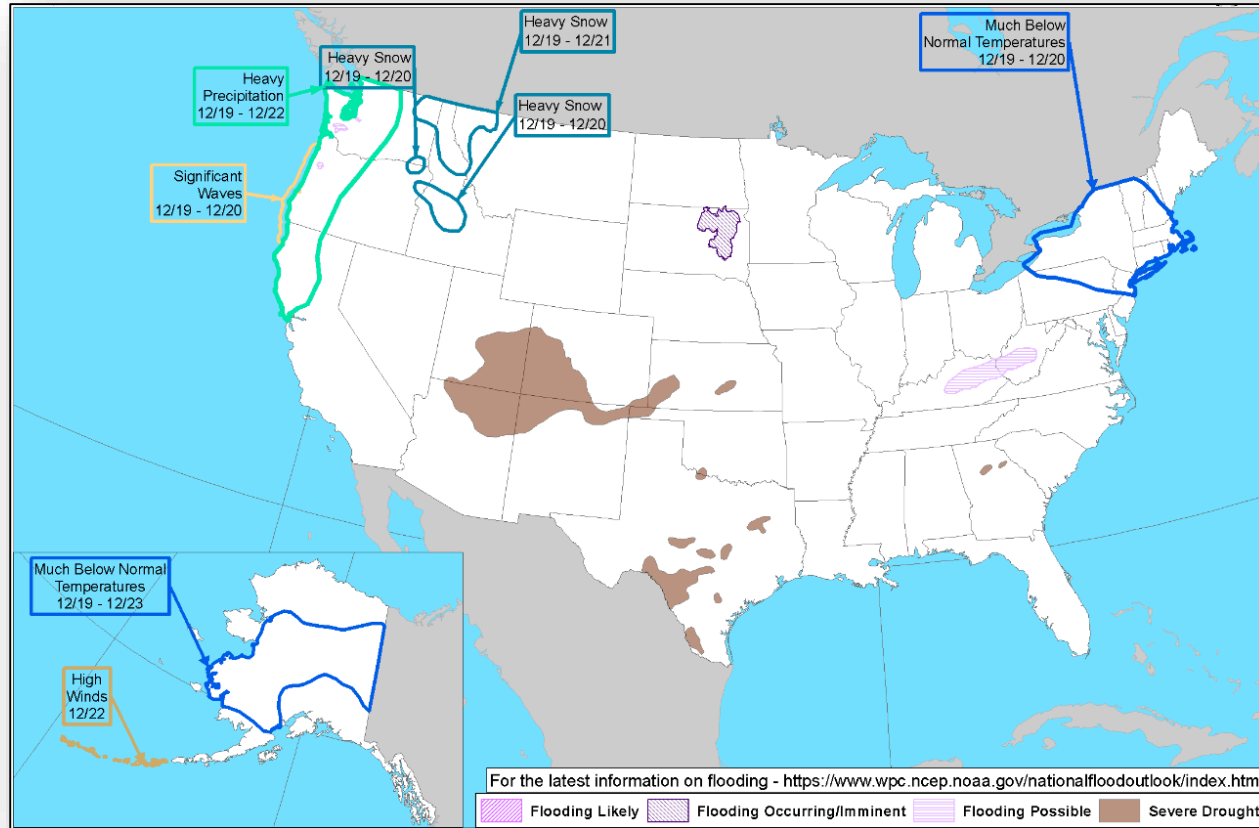 Heavy Snow
12/19 - 12/21
Much Below
Normal Temperatures
12/19 - 12/20
Heavy Snow
12/19 - 12/20
Heavy
Precipitation
12/19 - 12/22
Heavy Snow
12/19 - 12/20
Significant
Waves
12/19 - 12/20
Much Below Normal
Temperatures
12/19 - 12/23
High
Winds
12/22
For the latest information on flooding - https://www.wpc.ncep.noaa.gov/nationalfloodoutlook/index.htm
Flooding Likely Flooding Occurring/Imminent Flooding Possible Severe Drought